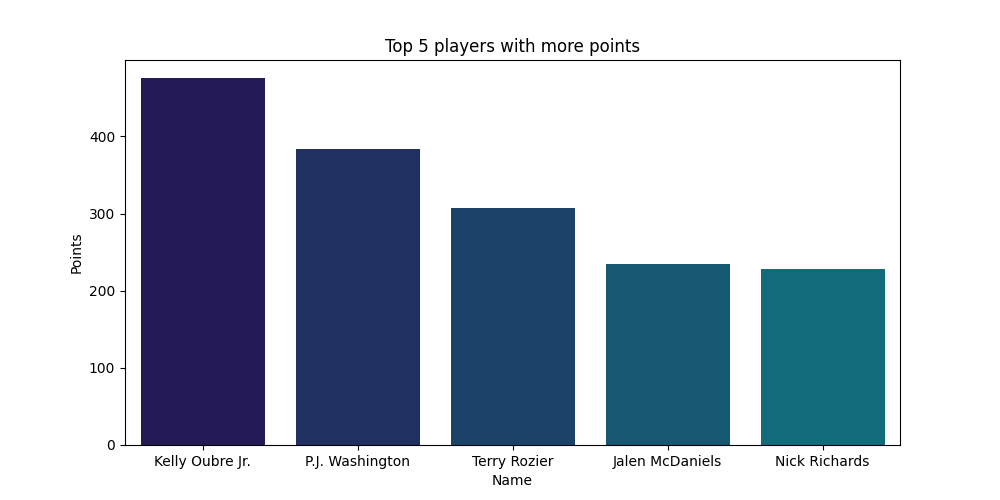 Top 5 players with more points
Points
400
300
200
100
0
Kelly Oubre Jr.
P.J. Washington
Terry Rozier
Jalen McDaniels
Nick Richards
Name